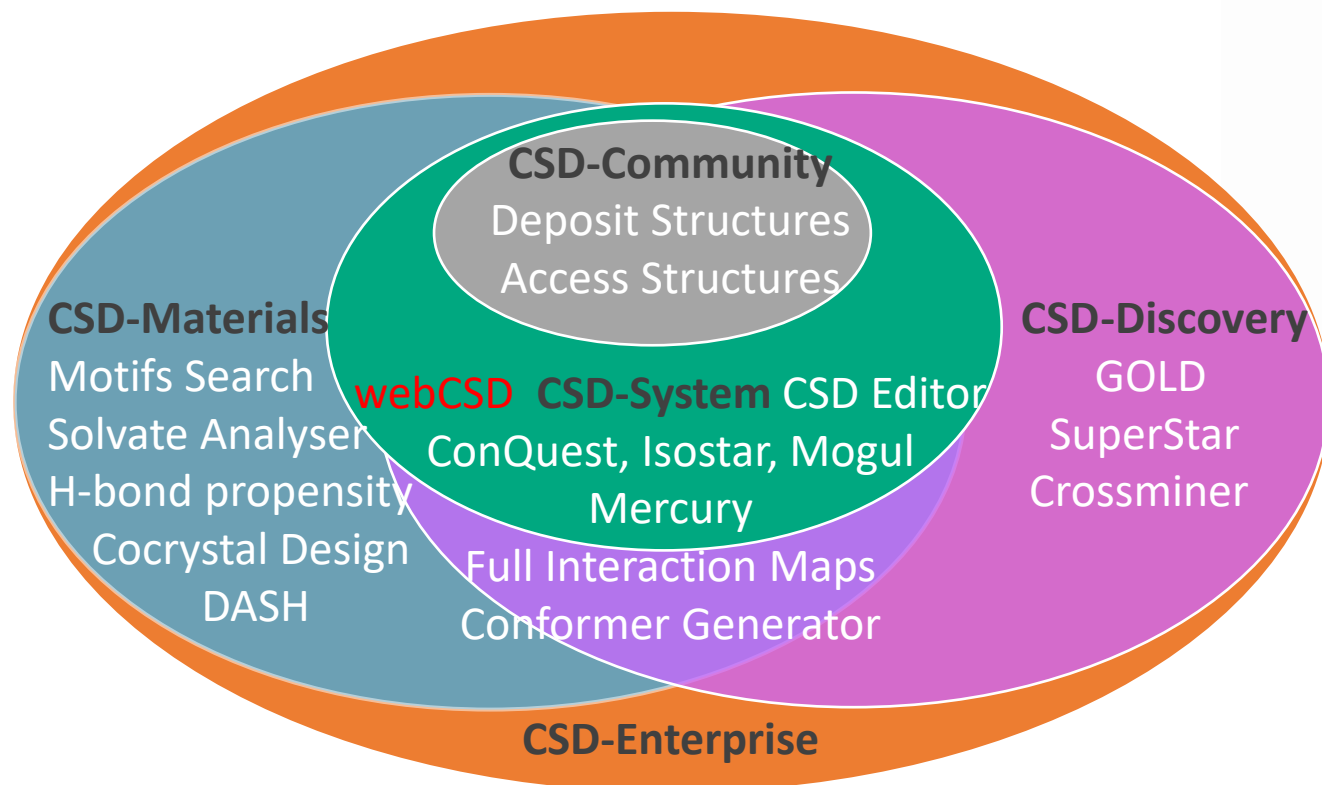 CSD-Community
Deposit Structures
Access Structures
CSD-Materials
Motifs Search
Solvate Analyser
H-bond propensity
Cocrystal Design
DASH
webCSD CSD-System CSD Editor
ConQuest, Isostar, Mogul
Mercury
Full Interaction Maps
Conformer Generator
CSD-Discovery
GOLD
SuperStar
Crossminer
CSD-Enterprise